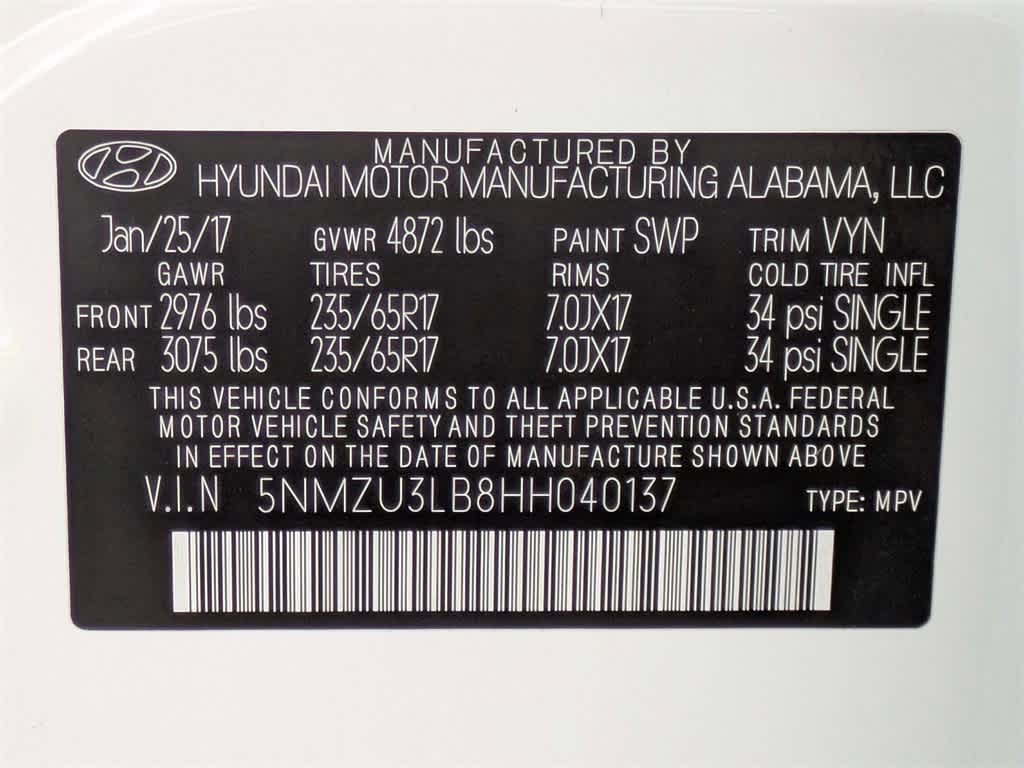 MANUFACTURED BY
HYUNDAI MOTOR MANUFACTURING ALABAMA, LLC
Jan/25/17 GVWR 4872 lbs PAINT SWP TRIM VYN
GAWR TIRES RIMS COLD TIRE INFL
FRONT 2976 lbs 235/65R17 7.0JX17 34 psi SINGLE
REAR 3075 lbs 235/65R17 7.0JX17 34 psi SINGLE
THIS VEHICLE CONFORMS TO ALL APPLICABLE U.S.A. FEDERAL
MOTOR VEHICLE SAFETY AND THEFT PREVENTION STANDARDS
IN EFFECT ON THE DATE OF MANUFACTURE SHOWN ABOVE
V.I.N 5NMZU3LB8HH040137 TYPE: MPV